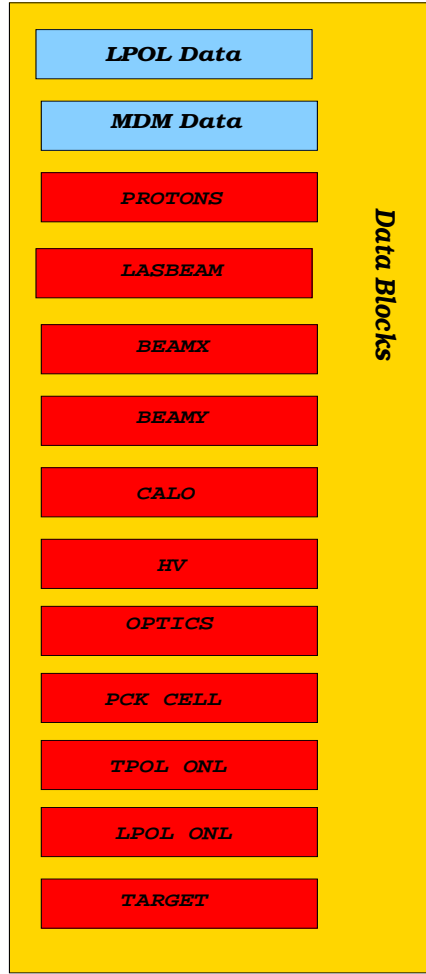 LPOL Data
MDM Data
PROTONS
LASBEAM
BEAMX
BEAMY
CALO
HV
OPTICS
PCK CELL
TPOL ONL
LPOL ONL
TARGET
Data Blocks